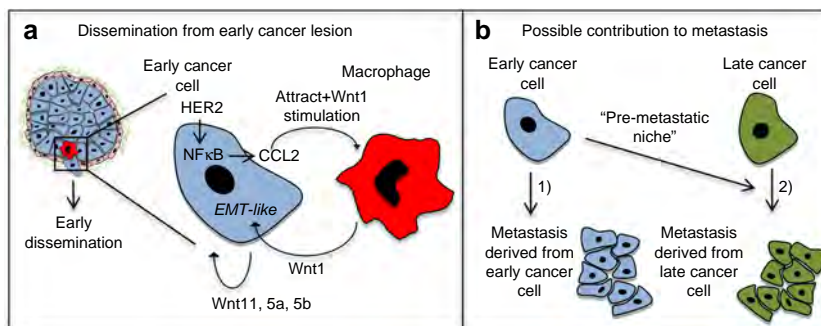 a Dissemination from early cancer lesion
Early cancer
cell
HER2
NFκB
CCL2
Attract+Wnt1
stimulation
Macrophage
EMT-like
Early
dissemination
Wnt1
Wnt11, 5a, 5b
b Possible contribution to metastasis
Early cancer
cell
Late cancer
cell
“Pre-metastatic
niche”
1)
2)
Metastasis
derived from
early cancer
cell
Metastasis
derived from
late cancer
cell